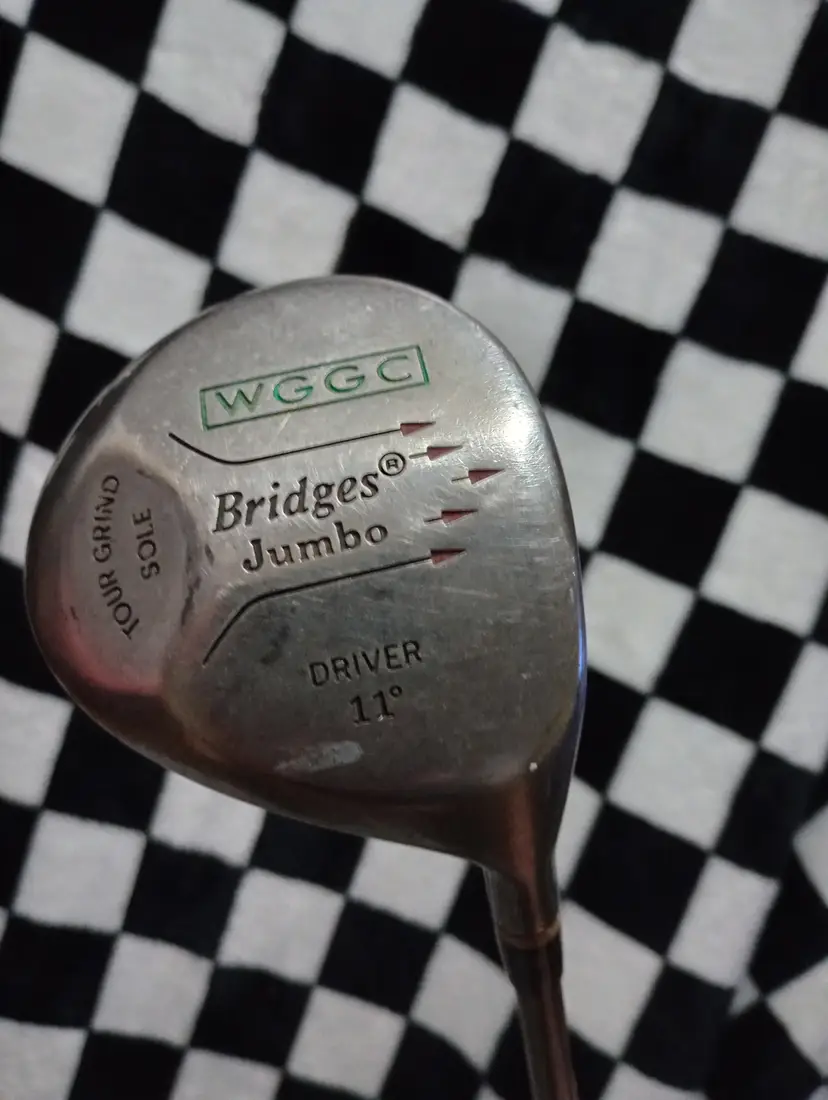 WGGC
Bridges®
Jumbo
TOUR GRIND
SOLE
DRIVER
11°